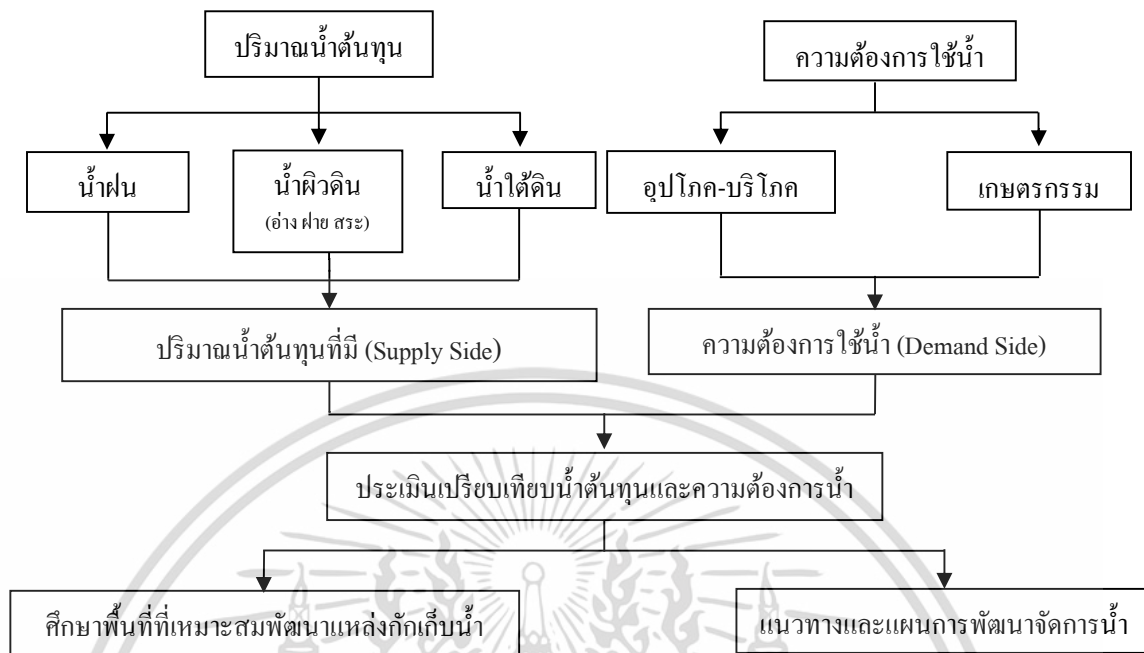 ปริมาณน้ำต้นทุน
ความต้องการใช้น้ำ
น้ำฝน
น้ำผิวดิน
(อ่าง ฝาย สระ)
น้ำใต้ดิน
อุปโภค-บริโภค
เกษตรกรรม
ปริมาณน้ำต้นทุนที่มี (Supply Side)
ความต้องการใช้น้ำ (Demand Side)
ประเมินเปรียบเทียบน้ำต้นทุนและความต้องการน้ำ
ศึกษาพื้นที่ที่เหมาะสมพัฒนาแหล่งกักเก็บน้ำ
แนวทางและแผนการพัฒนาจัดการน้ำ